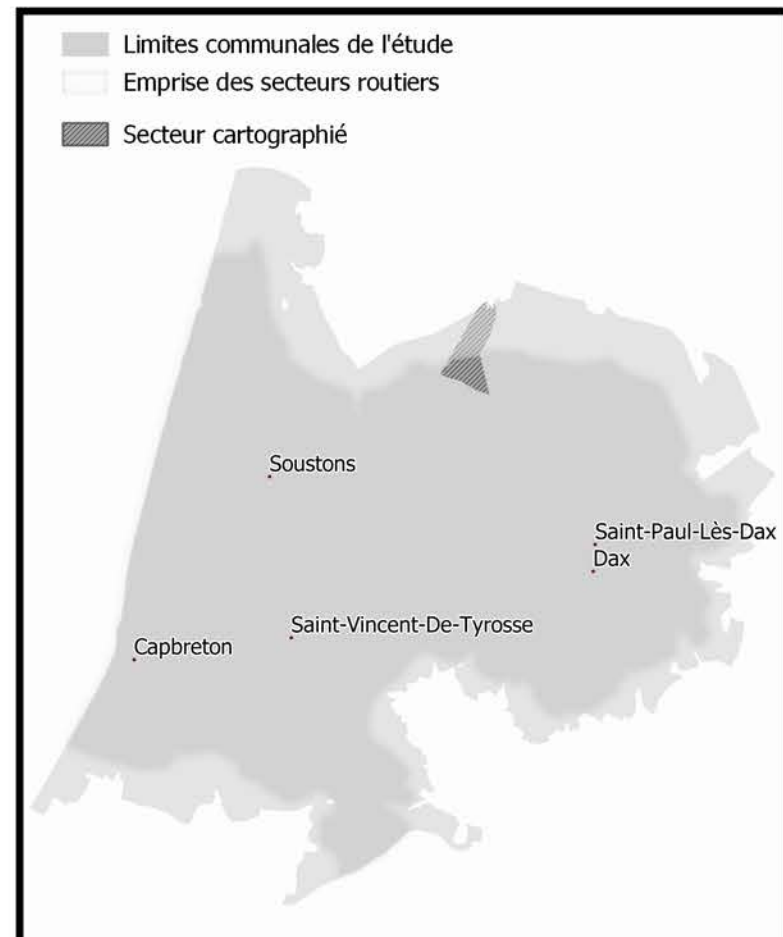 Limites communales de l'étude
Emprise des secteurs routiers
Secteur cartographié
Soustons
Saint-Paul-Lès-Dax
Dax
Saint-Vincent-De-Tyrosse
Capbreton